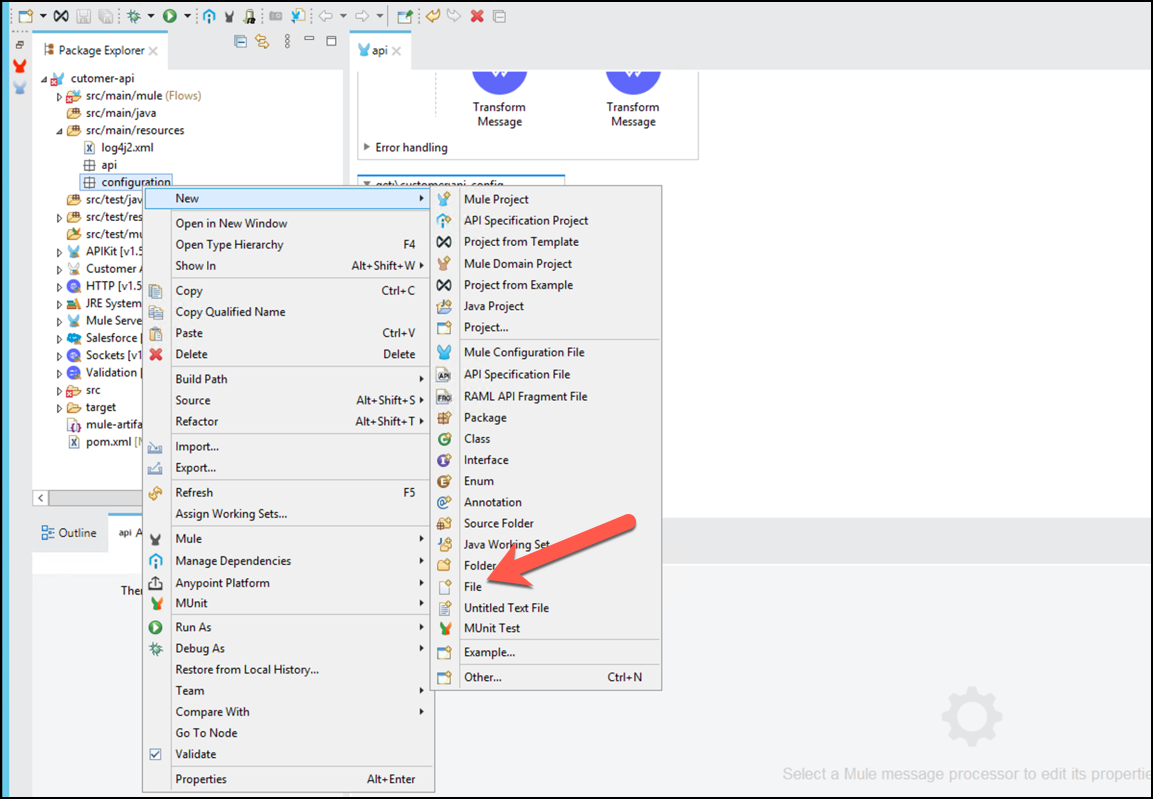 Package Explorer
api
cutomer-api
src/main/mule (Flows)
src/main/java
src/main/resources
log4j2.xml
api
configuration
src/test/jav
src/test/res
src/test/mu
APIKit [v1.5
Customer A
HTTP [v1.5
JRE System
Mule Serve
Salesforce [
Sockets [v1
Validation [
src
target
mule-artifa
pom.xml [M
Transform
Message
Transform
Message
Error handling
get:\customer:api-config
New
Open in New Window
Open Type Hierarchy F4
Show In Alt+Shift+W
Copy Ctrl+C
Copy Qualified Name
Paste Ctrl+V
Delete Delete
Build Path
Source Alt+Shift+S
Refactor Alt+Shift+T
Import...
Export...
Refresh F5
Assign Working Sets...
Mule
Manage Dependencies
Anypoint Platform
MUnit
Run As
Debug As
Restore from Local History...
Team
Compare With
Go To Node
Validate
Properties Alt+Enter
Mule Project
API Specification Project
Project from Template
Mule Domain Project
Project from Example
Java Project
Project...
Mule Configuration File
API Specification File
RAML API Fragment File
Package
Class
Interface
Enum
Annotation
Source Folder
Java Working Set
Folder
File
Untitled Text File
MUnit Test
Example...
Other... Ctrl+N
Outline
api
Ther
Select a Mule message processor to edit its propertie